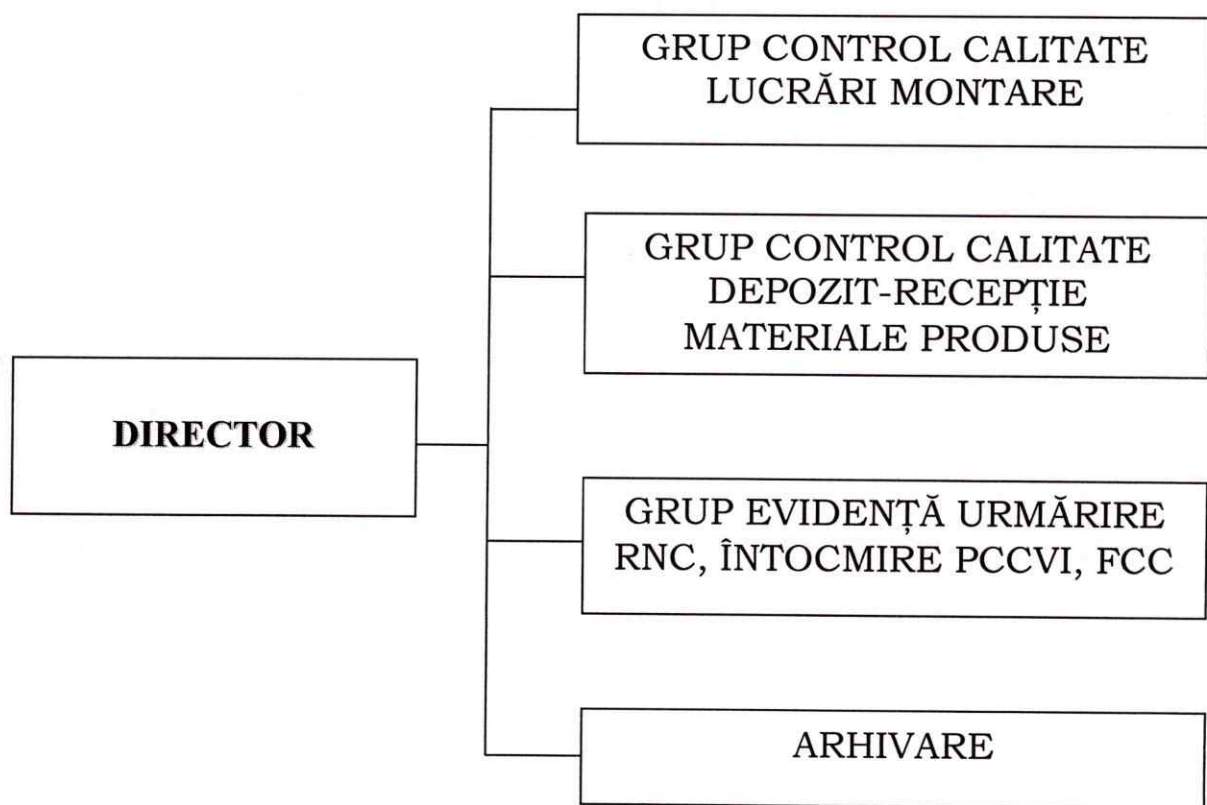 GRUP CONTROL CALITATE
LUCRĂRI MONTARE
GRUP CONTROL CALITATE
DEPOZIT-RECEPȚIE
MATERIALE PRODUSE
DIRECTOR
GRUP EVIDENȚĂ URMĂRIRE
RNC, ÎNTOCMIRE PCCVI, FCC
ARHIVARE